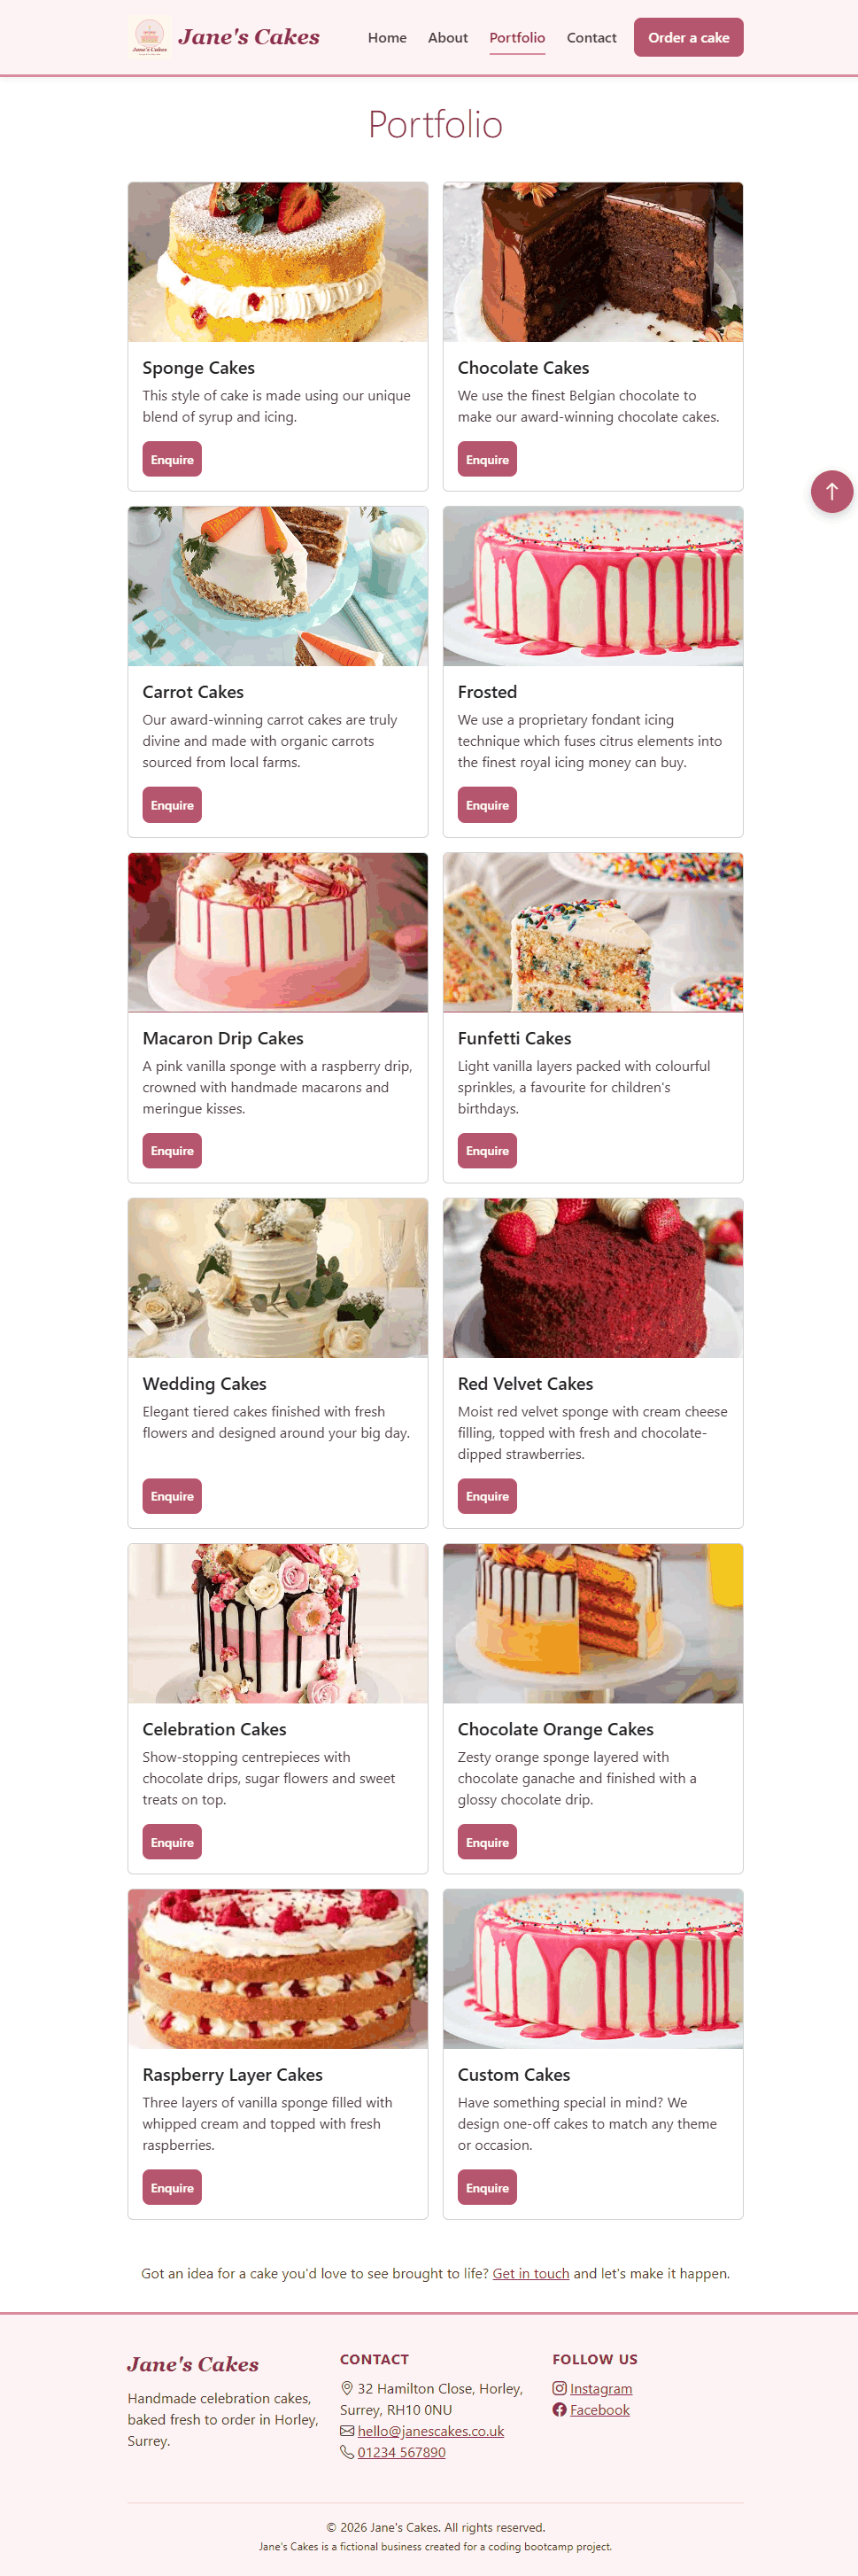 Jane's Cakes
Jane's Cakes
Home
About
Portfolio
Contact
Order a cake
Portfolio
Sponge Cakes
This style of cake is made using our unique
blend of syrup and icing.
Enquire
Chocolate Cakes
We use the finest Belgian chocolate to
make our award-winning chocolate cakes.
Enquire
Carrot Cakes
Our award-winning carrot cakes are truly
divine and made with organic carrots
sourced from local farms.
Enquire
Frosted
We use a proprietary fondant icing
technique which fuses citrus elements into
the finest royal icing money can buy.
Enquire
Macaron Drip Cakes
A pink vanilla sponge with a raspberry drip,
crowned with handmade macarons and
meringue kisses.
Enquire
Funfetti Cakes
Light vanilla layers packed with colourful
sprinkles, a favourite for children's
birthdays.
Enquire
Wedding Cakes
Elegant tiered cakes finished with fresh
flowers and designed around your big day.
Enquire
Red Velvet Cakes
Moist red velvet sponge with cream cheese
filling, topped with fresh and chocolate-
dipped strawberries.
Enquire
Celebration Cakes
Show-stopping centrepieces with
chocolate drips, sugar flowers and sweet
treats on top.
Enquire
Chocolate Orange Cakes
Zesty orange sponge layered with
chocolate ganache and finished with a
glossy chocolate drip.
Enquire
Raspberry Layer Cakes
Three layers of vanilla sponge filled with
whipped cream and topped with fresh
raspberries.
Enquire
Custom Cakes
Have something special in mind? We
design one-off cakes to match any theme
or occasion.
Enquire
Got an idea for a cake you'd love to see brought to life? Get in touch and let's make it happen.
Jane's Cakes
Handmade celebration cakes,
baked fresh to order in Horley,
Surrey.
CONTACT
32 Hamilton Close, Horley,
Surrey, RH10 0NU
hello@janescakes.co.uk
01234 567890
FOLLOW US
Instagram
Facebook
© 2026 Jane's Cakes. All rights reserved.
Jane's Cakes is a fictional business created for a coding bootcamp project.